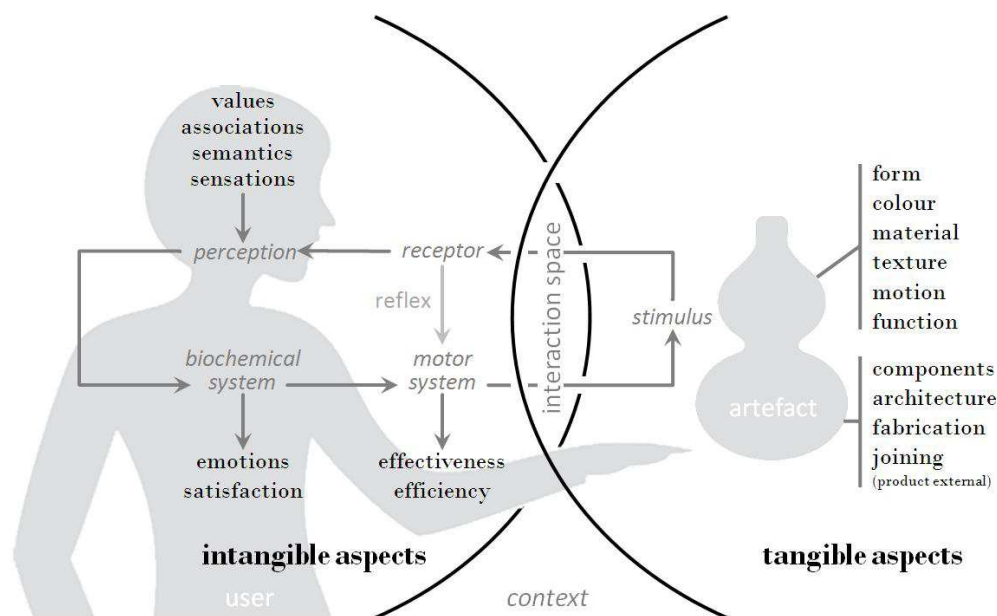 values
associations
semantics
sensations
perception
receptor
reflex
biochemical
system
motor
system
emotions
satisfaction
effectiveness
efficiency
intangible aspects
user
interaction space
context
stimulus
artefact
form
colour
material
texture
motion
function
components
architecture
fabrication
joining
(product external)
tangible aspects